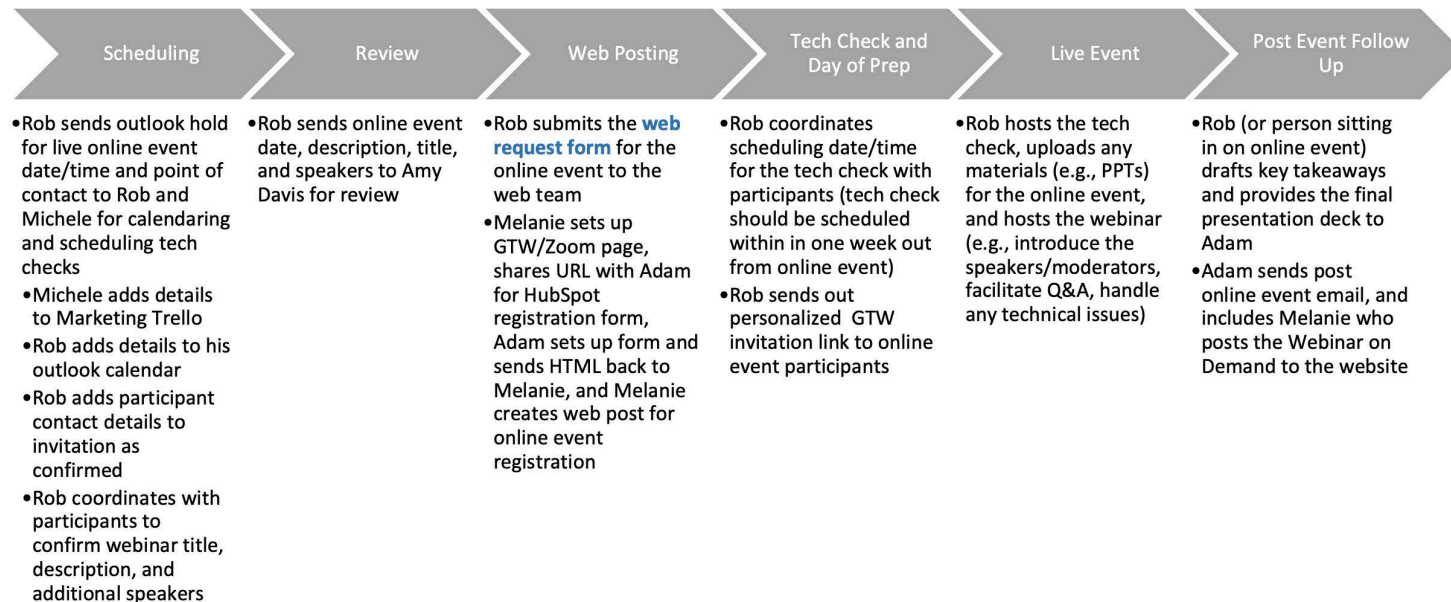 Scheduling
Review
Web Posting
Tech Check and
Day of Prep
Live Event
Post Event Follow
Up
•Rob sends outlook hold
for live online event
date/time and point of
contact to Rob and
Michele for calendaring
and scheduling tech
checks
•Michele adds details
to Marketing Trello
•Rob adds details to his
outlook calendar
•Rob adds participant
contact details to
invitation as
confirmed
•Rob coordinates with
participants to
confirm webinar title,
description, and
additional speakers
•Rob sends online event
date, description, title,
and speakers to Amy
Davis for review
•Rob submits the web
request form for the
online event to the
web team
•Melanie sets up
GTW/Zoom page,
shares URL with Adam
for HubSpot
registration form,
Adam sets up form and
sends HTML back to
Melanie, and Melanie
creates web post for
online event
registration
•Rob coordinates
scheduling date/time
for the tech check with
participants (tech check
should be scheduled
within in one week out
from online event)
•Rob sends out
personalized GTW
invitation link to online
event participants
•Rob hosts the tech
check, uploads any
materials (e.g., PPTs)
for the online event,
and hosts the webinar
(e.g., introduce the
speakers/moderators,
facilitate Q&A, handle
any technical issues)
•Rob (or person sitting
in on online event)
drafts key takeaways
and provides the final
presentation deck to
Adam
•Adam sends post
online event email, and
includes Melanie who
posts the Webinar on
Demand to the website